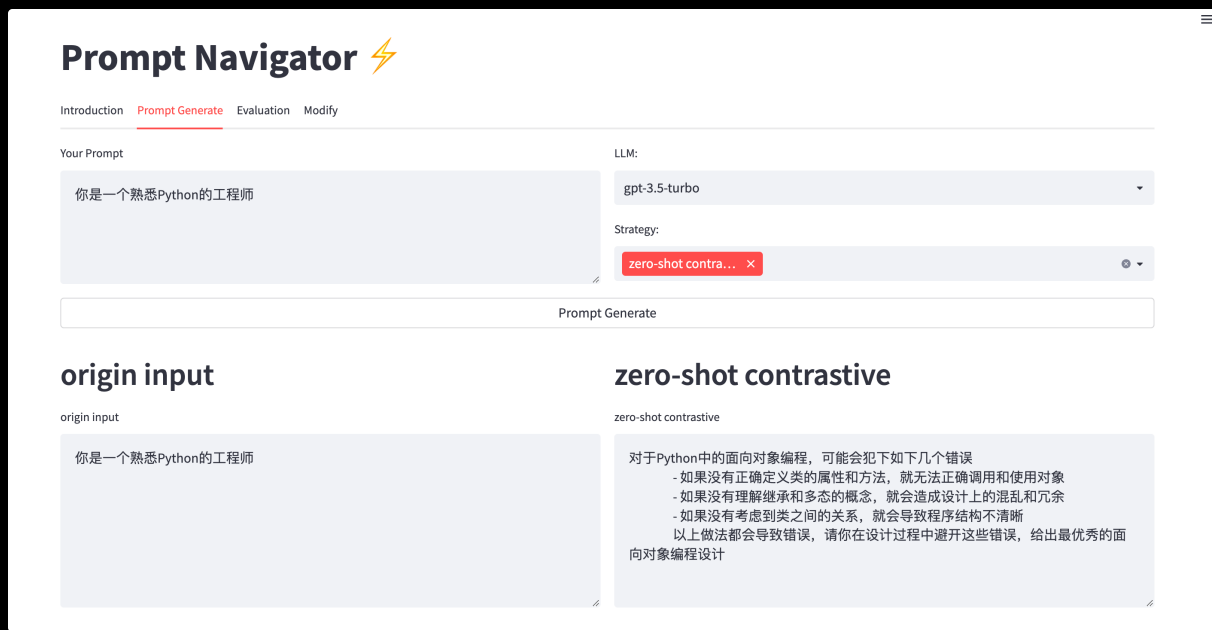 Prompt Navigator ⚡
Introduction Prompt Generate Evaluation Modify
Your Prompt
你是一个熟悉Python的工程师
LLM:
gpt-3.5-turbo
Strategy:
zero-shot contra...
Prompt Generate
origin input
origin input
你是一个熟悉Python的工程师
zero-shot contrastive
zero-shot contrastive
对于Python中的面向对象编程，可能会犯下如下几个错误
- 如果没有正确定义类的属性和方法，就无法正确调用和使用对象
- 如果没有理解继承和多态的概念，就会造成设计上的混乱和冗余
- 如果没有考虑到类之间的关系，就会导致程序结构不清晰
以上做法都会导致错误，请你在设计过程中避开这些错误，给出最优秀的面
向对象编程设计